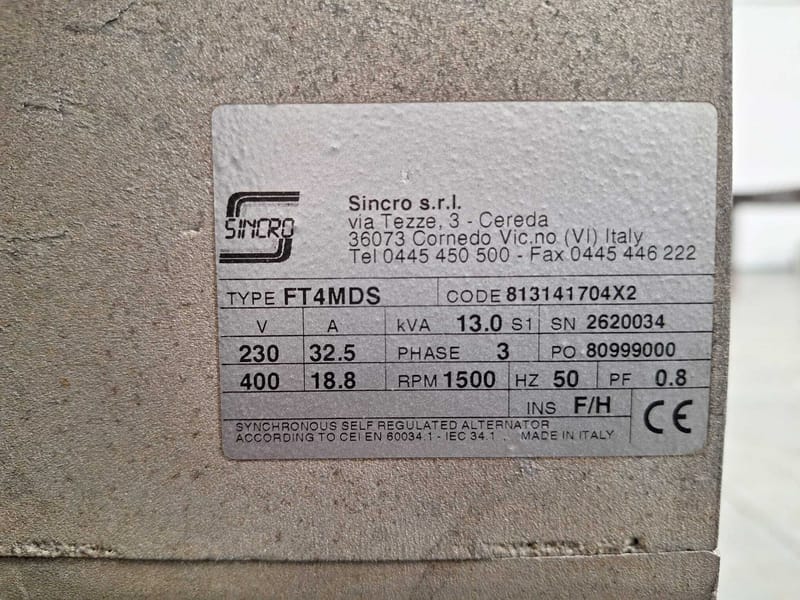 SINCRO
Sincro s.r.l.
via Tezze, 3 - Cereda
36073 Cornedo Vic.no (VI) Italy
Tel 0445 450 500 - Fax 0445 446 222
TYPE FT4MDS CODE 813141704X2
V A kVA 13.0 S1 SN 2620034
230 32.5 PHASE 3 PO 80999000
400 18.8 RPM 1500 HZ 50 PF 0.8
INS F/H CE
SYNCHRONOUS SELF REGULATED ALTERNATOR
ACCORDING TO CEI EN 60034.1 - IEC 34.1 MADE IN ITALY